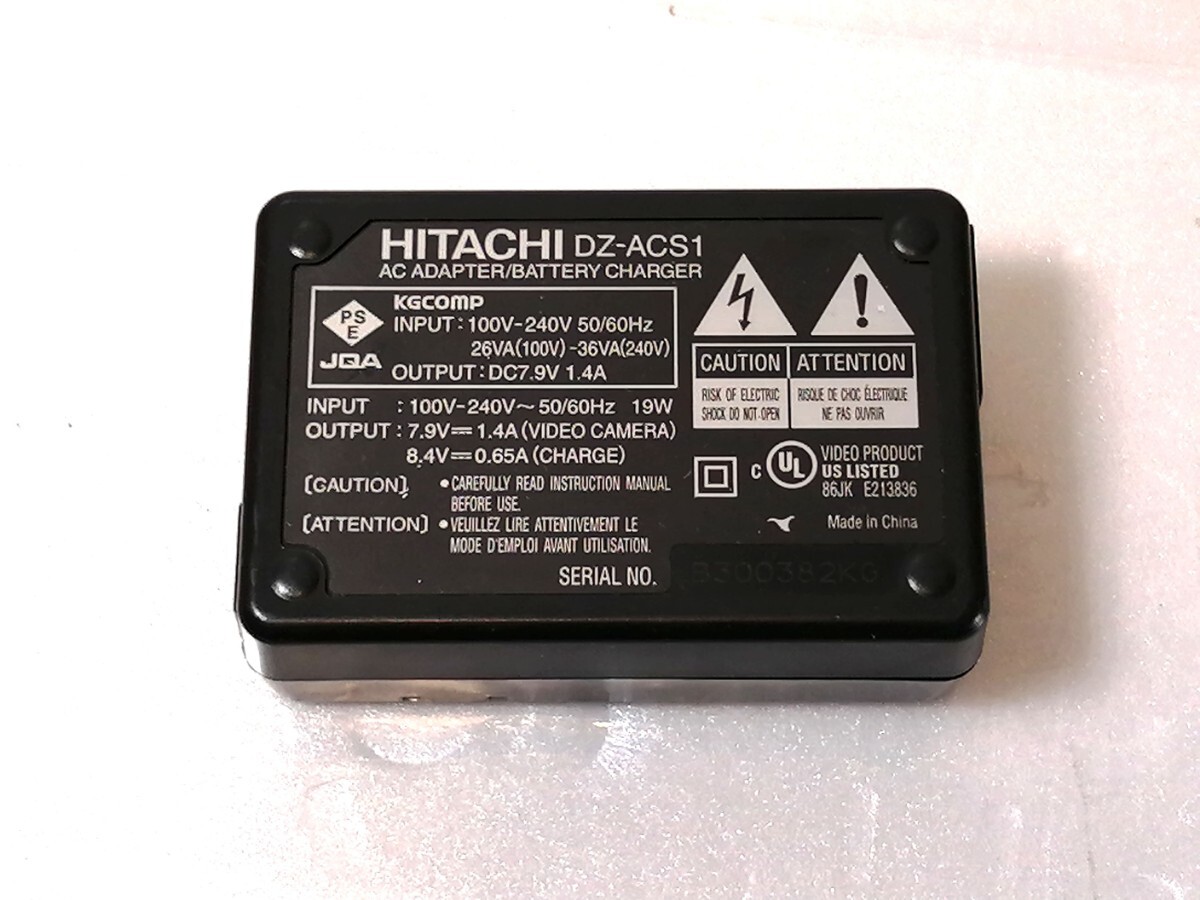 HITACHI DZ-ACS1
AC ADAPTER/BATTERY CHARGER
PS
E
JQA
KGCOMP
INPUT : 100V-240V 50/60Hz
26VA(100V) -36VA(240V)
OUTPUT : DC7.9V 1.4A
INPUT : 100V-240V~ 50/60Hz 19W
OUTPUT : 7.9V⎓1.4A (VIDEO CAMERA)
8.4V⎓0.65A (CHARGE)
[CAUTION] •CAREFULLY READ INSTRUCTION MANUAL
BEFORE USE.
[ATTENTION] •VEUILLEZ LIRE ATTENTIVEMENT LE
MODE D'EMPLOI AVANT UTILISATION.
SERIAL NO. B300382KG
CAUTION
RISK OF ELECTRIC
SHOCK DO NOT OPEN
ATTENTION
RISQUE DE CHOC ÉLECTRIQUE
NE PAS OUVRIR
C UL VIDEO PRODUCT
US LISTED
86JK E213836
Made in China